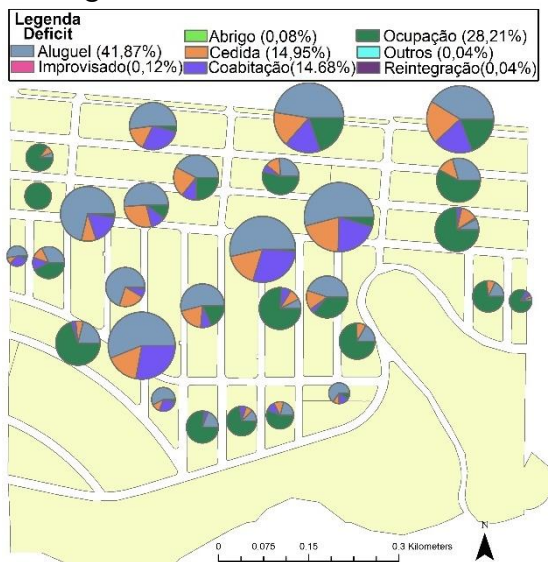 Legenda
Déficit
Aluguel (41,87%)
Improvisado(0,12%)
Abrigo (0,08%)
Cedida (14,95%)
Coabitação(14.68%)
Ocupação (28,21%)
Outros (0,04%)
Reintegração(0,04%)
N
0 0.075 0.15 0.3 Kilometers